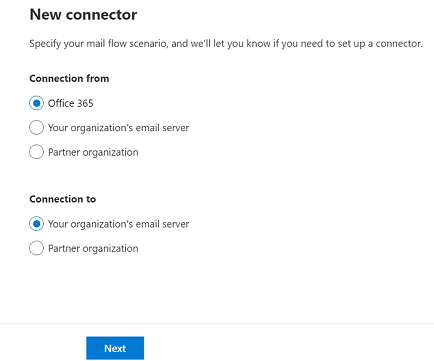 New connector
Specify your mail flow scenario, and we'll let you know if you need to set up a connector.
Connection from
Office 365
Your organization's email server
Partner organization
Connection to
Your organization's email server
Partner organization
Next